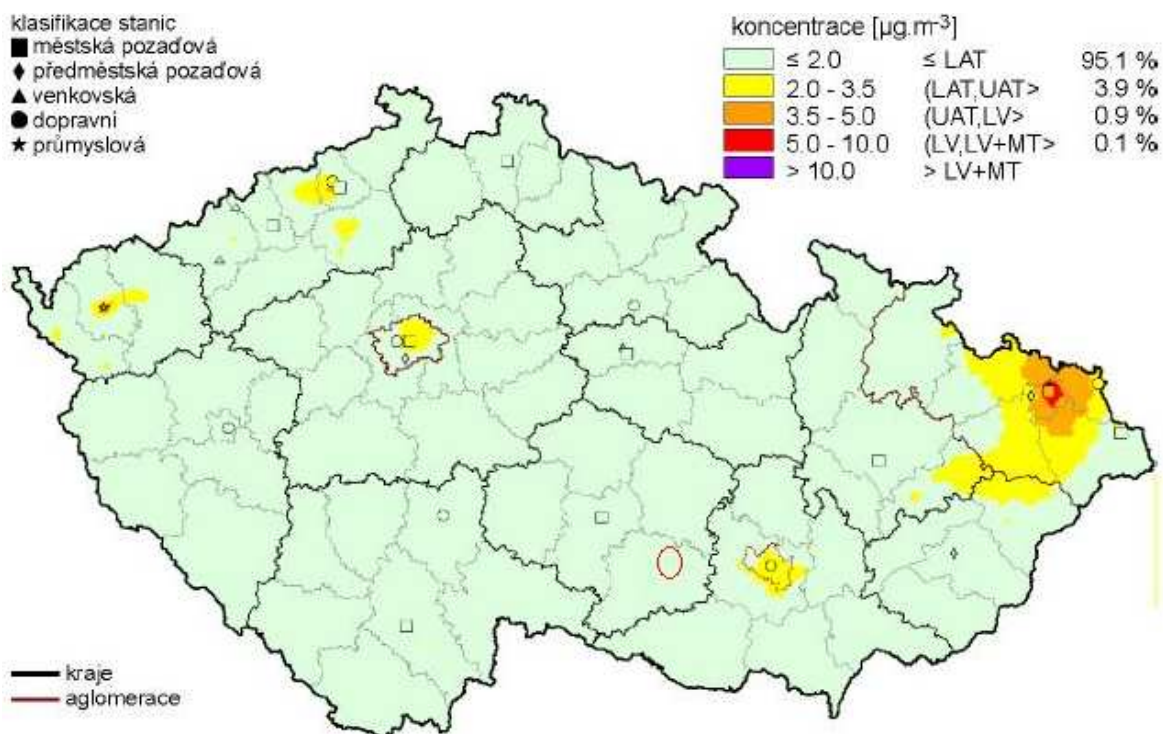 klasifikace stanic
městská pozaďová
předměstská pozaďová
venkovská
dopravní
průmyslová
koncentrace [µg.m-3]
≤ 2.0 ≤ LAT 95.1 %
2.0 - 3.5 (LAT,UAT> 3.9 %
3.5 - 5.0 (UAT,LV> 0.9 %
5.0 - 10.0 (LV,LV+MT> 0.1 %
> 10.0 > LV+MT
kraje
aglomerace